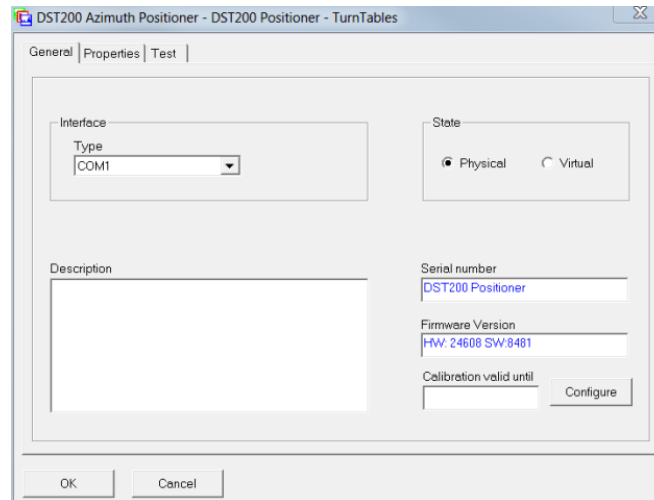 DST200 Azimuth Positioner - DST200 Positioner - TurnTables
General Properties Test
Interface
Type
COM1
State
Physical Virtual
Description
Serial number
DST200 Positioner
Firmware Version
HW: 24608 SW:8481
Calibration valid until
Configure
OK Cancel